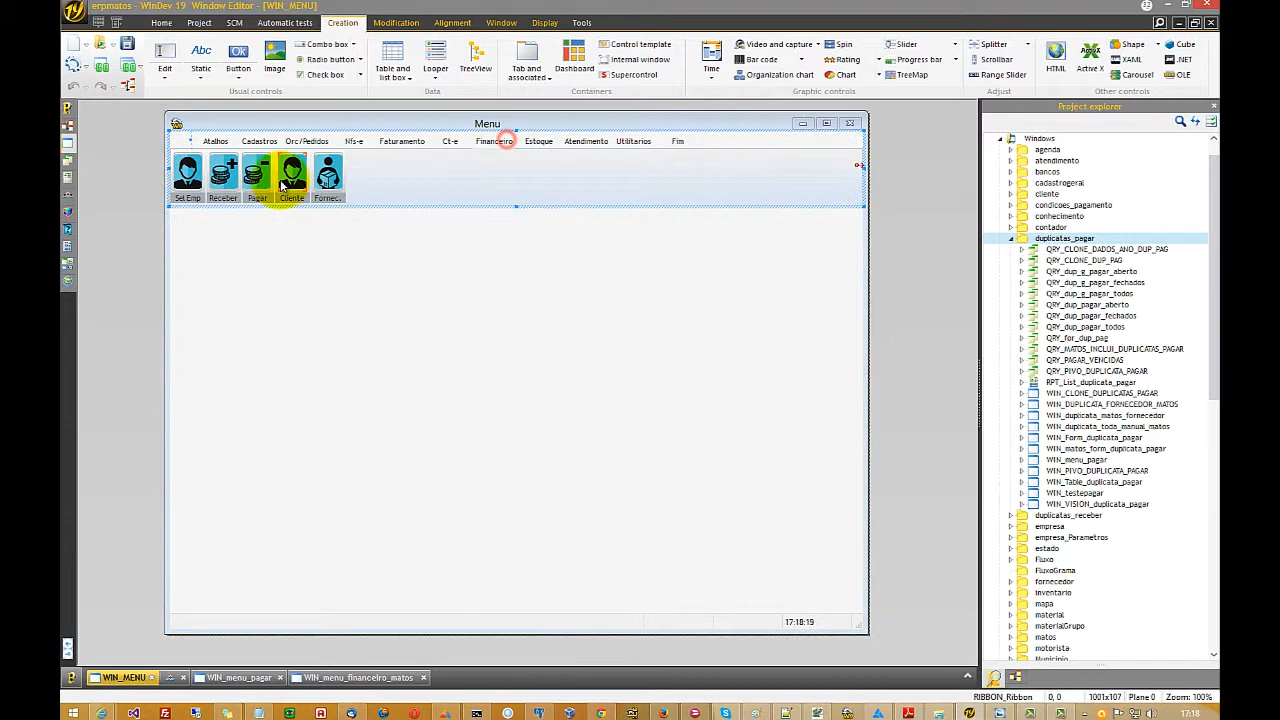 erpmatos - WinDev 19  Window Editor - [WIN_MENU]
Home Project SCM Automatic tests Creation Modification Alignment Window Display Tools
Edit Static Button Image Combo box Radio button Check box
Usual controls
Table and list box Looper TreeView
Data
Tab and associated Dashboard Control template Internal window Supercontrol
Containers
Time Video and capture Bar code Organization chart Spin Rating Chart Slider Progress bar TreeMap
Graphic controls
Splitter Scrollbar Range Slider
Adjust
HTML Active X Shape XAML Carousel Cube .NET OLE
Other controls
Menu
Atalhos Cadastros Orc/Pedidos Nfs-e Faturamento Ct-e Financeiro Estoque Atendimento Utilitarios Fim
Sel.Emp Receber Pagar Cliente Fornec.
17:18:19
Project explorer
Windows
agenda
atendimento
bancos
cadastrogeral
cliente
condicoes_pagamento
conhecimento
contador
duplicatas_pagar
QRY_CLONE_DADOS_ANO_DUP_PAG
QRY_CLONE_DUP_PAG
QRY_dup_g_pagar_aberto
QRY_dup_g_pagar_fechados
QRY_dup_g_pagar_todos
QRY_dup_pagar_aberto
QRY_dup_pagar_fechados
QRY_dup_pagar_todos
QRY_for_dup_pag
QRY_MATOS_INCLUI_DUPLICATAS_PAGAR
QRY_PAGAR_VENCIDAS
QRY_PIVO_DUPLICATA_PAGAR
RPT_List_duplicata_pagar
WIN_CLONE_DUPLICATAS_PAGAR
WIN_DUPLICATA_FORNECEDOR_MATOS
WIN_duplicata_matos_fornecedor
WIN_duplicata_toda_manual_matos
WIN_Form_duplicata_pagar
WIN_matos_form_duplicata_pagar
WIN_menu_pagar
WIN_PIVO_DUPLICATA_PAGAR
WIN_Table_duplicata_pagar
WIN_testepagar
WIN_VISION_duplicata_pagar
duplicatas_receber
empresa
empresa_Parametros
estado
Fluxo
FluxoGrama
fornecedor
inventario
mapa
material
materialGrupo
matos
motorista
Municipio
WIN_MENU WIN_menu_pagar WIN_menu_financeiro_matos
RIBBON_Ribbon 0, 0 1001x107 Plane 0 Zoom: 100%
17:18